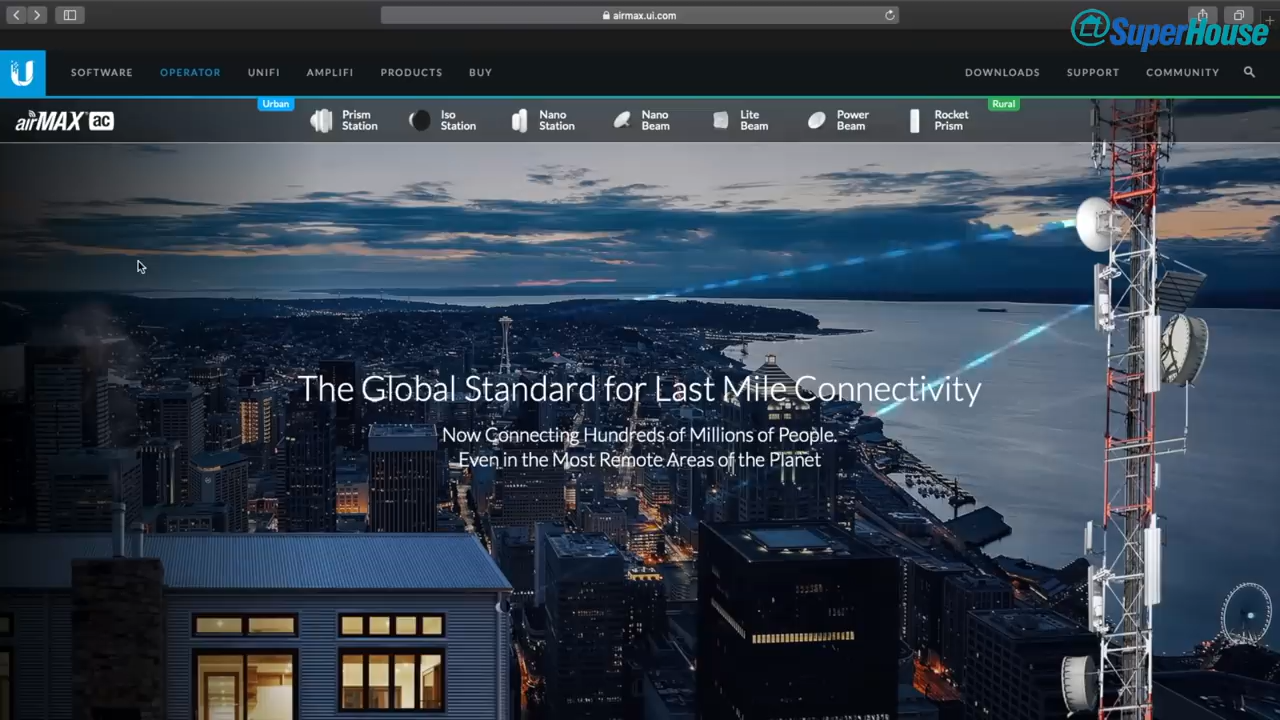 airmax.ui.com
SuperHouse
U
SOFTWARE OPERATOR UNIFI AMPLIFI PRODUCTS BUY DOWNLOADS SUPPORT COMMUNITY
airMAX ac
Urban
Prism
Station
Iso
Station
Nano
Station
Nano
Beam
Lite
Beam
Power
Beam
Rocket
Prism
Rural
The Global Standard for Last Mile Connectivity
Now Connecting Hundreds of Millions of People.
Even in the Most Remote Areas of the Planet